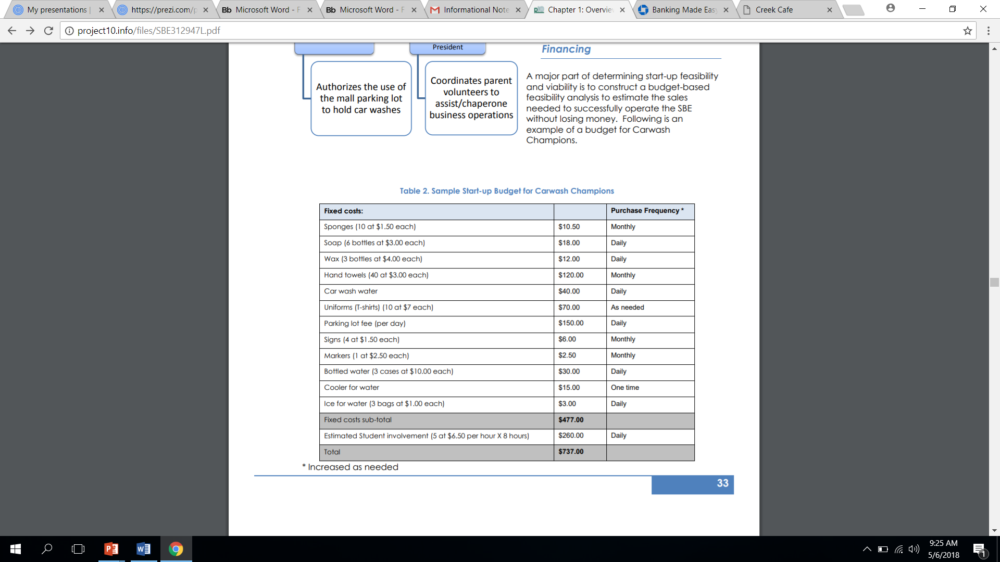 My presentations |
https://prezi.com/p
Bb Microsoft Word - F
Bb Microsoft Word - F
Informational Note
Chapter 1: Overvie
Banking Made Eas
Creek Cafe
project10.info/files/SBE312947L.pdf
President
Authorizes the use of
the mall parking lot
to hold car washes
Coordinates parent
volunteers to
assist/chaperone
business operations
Financing
A major part of determining start-up feasibility
and viability is to construct a budget-based
feasibility analysis to estimate the sales
needed to successfully operate the SBE
without losing money.  Following is an
example of a budget for Carwash
Champions.
Table 2. Sample Start-up Budget for Carwash Champions
Fixed costs: Purchase Frequency *
Sponges (10 at $1.50 each) $10.50 Monthly
Soap (6 bottles at $3.00 each) $18.00 Daily
Wax (3 bottles at $4.00 each) $12.00 Daily
Hand towels (40 at $3.00 each) $120.00 Monthly
Car wash water $40.00 Daily
Uniforms (T-shirts) (10 at $7 each) $70.00 As needed
Parking lot fee (per day) $150.00 Daily
Signs (4 at $1.50 each) $6.00 Monthly
Markers (1 at $2.50 each) $2.50 Monthly
Bottled water (3 cases at $10.00 each) $30.00 Daily
Cooler for water $15.00 One time
Ice for water (3 bags at $1.00 each) $3.00 Daily
Fixed costs sub-total $477.00
Estimated Student involvement (5 at $6.50 per hour X 8 hours) $260.00 Daily
Total $737.00
* Increased as needed
33
9:25 AM
5/6/2018
1